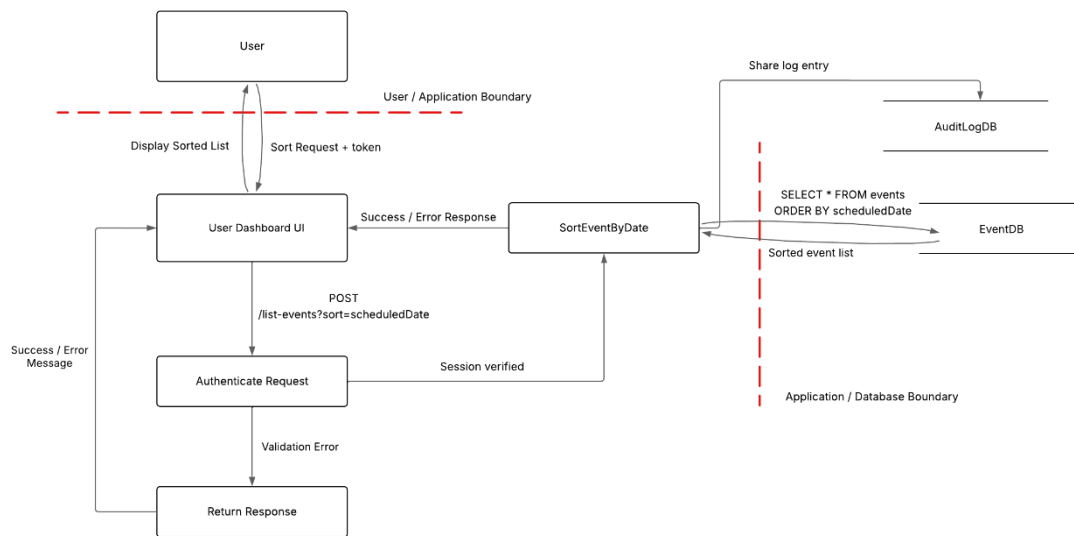 User
Share log entry
User / Application Boundary
AuditLogDB
Display Sorted List
Sort Request + token
SELECT * FROM events
ORDER BY scheduledDate
User Dashboard UI
Success / Error Response
SortEventByDate
EventDB
Sorted event list
POST
/list-events?sort=scheduledDate
Success / Error
Message
Authenticate Request
Session verified
Application / Database Boundary
Validation Error
Return Response